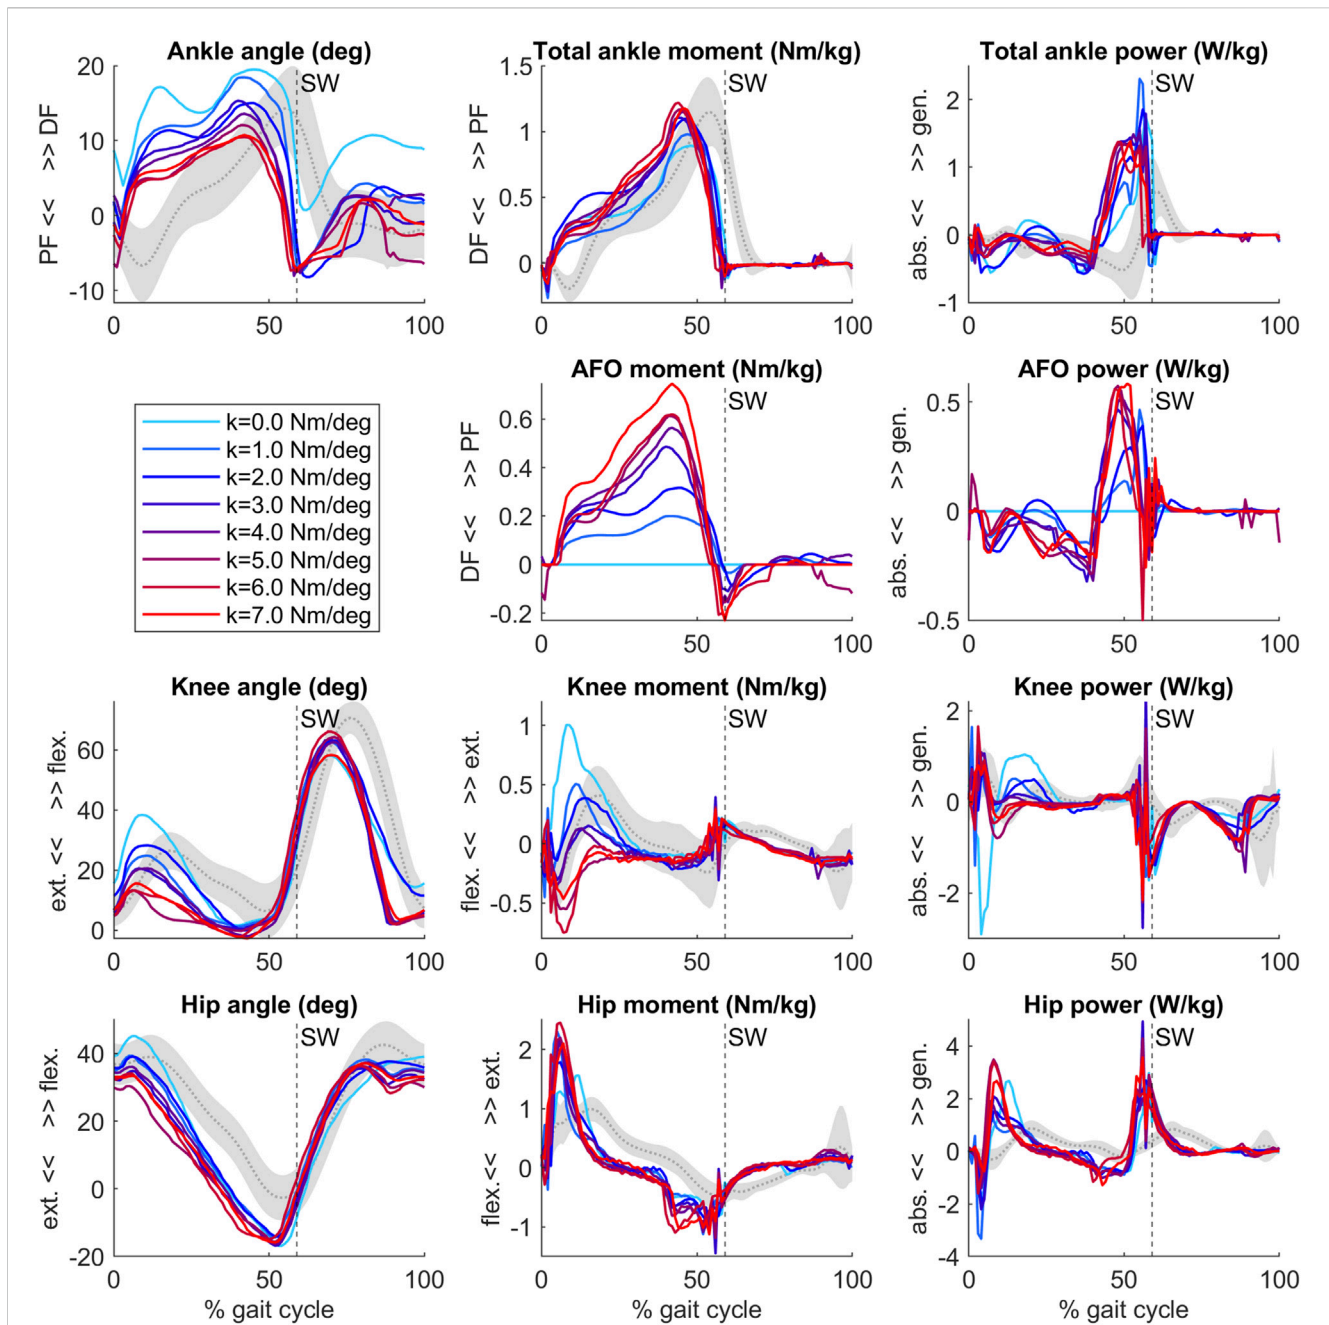 Ankle angle (deg)
Total ankle moment (Nm/kg)
Total ankle power (W/kg)
PF << >> DF
20
10
0
-10
SW
0 50 100
DF << >> PF
1.5
1
0.5
0
SW
0 50 100
abs. << >> gen.
2
1
0
-1
SW
0 50 100
k=0.0 Nm/deg
k=1.0 Nm/deg
k=2.0 Nm/deg
k=3.0 Nm/deg
k=4.0 Nm/deg
k=5.0 Nm/deg
k=6.0 Nm/deg
k=7.0 Nm/deg
AFO moment (Nm/kg)
AFO power (W/kg)
DF << >> PF
0.6
0.4
0.2
0
-0.2
SW
0 50 100
abs. << >> gen.
0.5
0
-0.5
SW
0 50 100
Knee angle (deg)
Knee moment (Nm/kg)
Knee power (W/kg)
ext. << >> flex.
60
40
20
0
SW
0 50 100
flex. << >> ext.
1
0.5
0
-0.5
SW
0 50 100
abs. << >> gen.
2
0
-2
SW
0 50 100
Hip angle (deg)
Hip moment (Nm/kg)
Hip power (W/kg)
ext. << >> flex.
40
20
0
-20
SW
0 50 100
% gait cycle
flex.<< >> ext.
2
1
0
-1
SW
0 50 100
% gait cycle
abs. << >> gen.
4
2
0
-2
-4
SW
0 50 100
% gait cycle